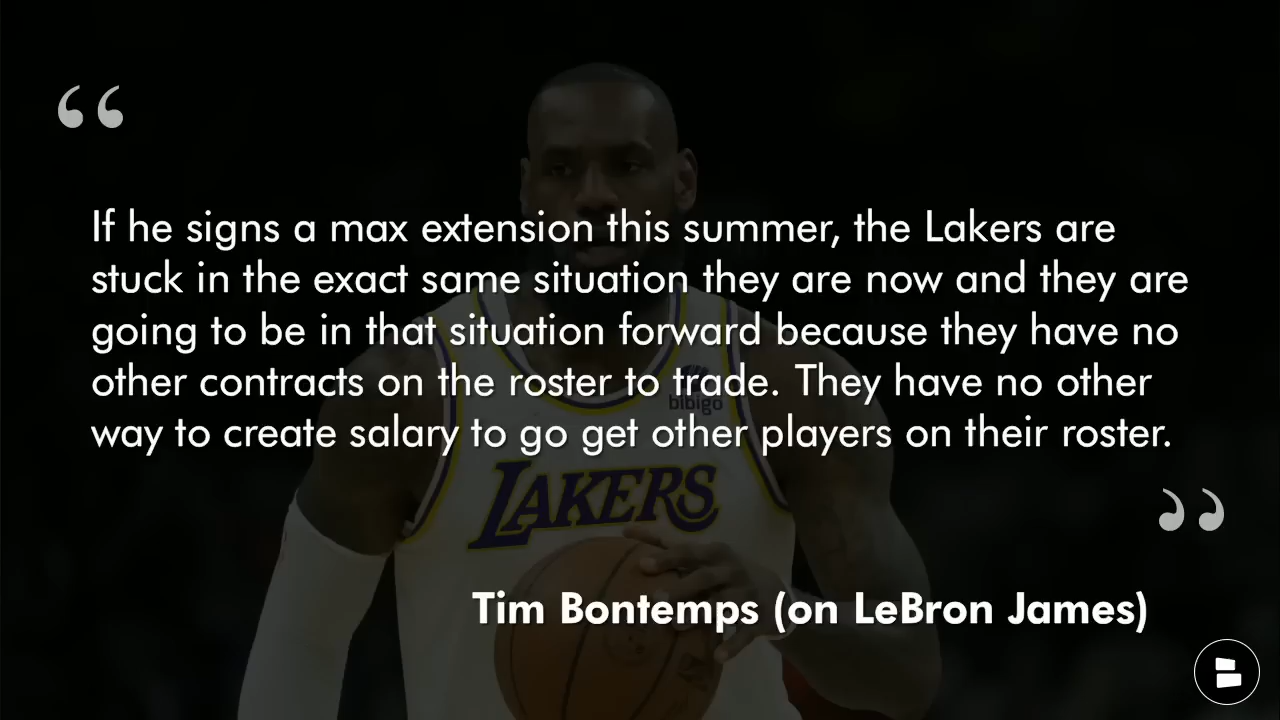 “
If he signs a max extension this summer, the Lakers are
stuck in the exact same situation they are now and they are
going to be in that situation forward because they have no
other contracts on the roster to trade. They have no other
way to create salary to go get other players on their roster.
”
bibigo
LAKERS
Tim Bontemps (on LeBron James)